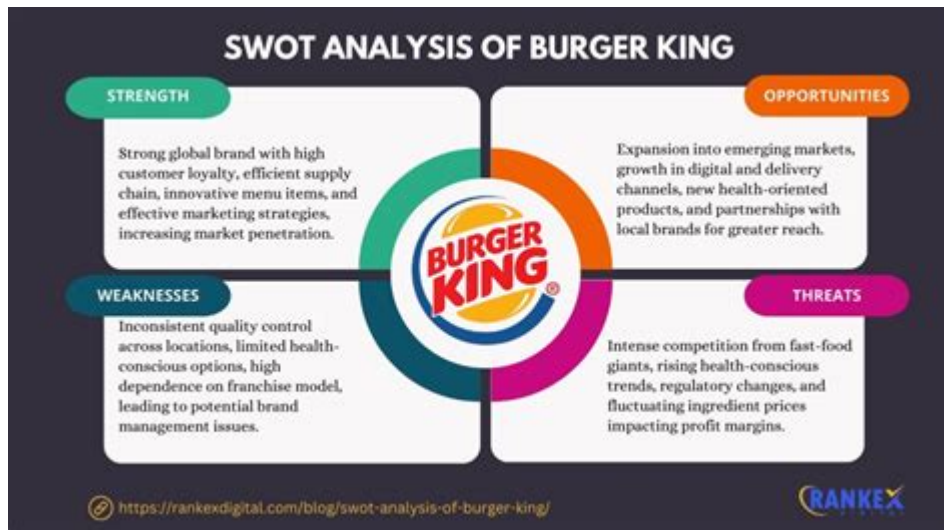 SWOT ANALYSIS OF BURGER KING
STRENGTH
Strong global brand with high
customer loyalty, efficient supply
chain, innovative menu items, and
effective marketing strategies,
increasing market penetration.
OPPORTUNITIES
Expansion into emerging markets,
growth in digital and delivery
channels, new health-oriented
products, and partnerships with
local brands for greater reach.
BURGER
KING®
WEAKNESSES
Inconsistent quality control
across locations, limited health-
conscious options, high
dependence on franchise model,
leading to potential brand
management issues.
THREATS
Intense competition from fast-food
giants, rising health-conscious
trends, regulatory changes, and
fluctuating ingredient prices
impacting profit margins.
https://rankexdigital.com/blog/swot-analysis-of-burger-king/
RANKEX